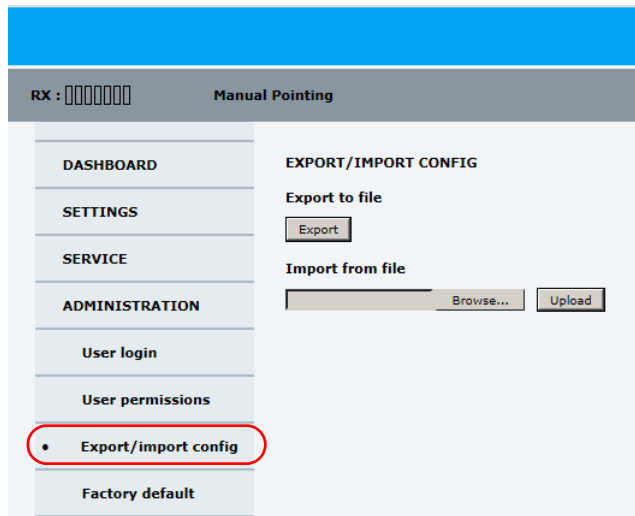 RX :
Manual Pointing
DASHBOARD
SETTINGS
SERVICE
ADMINISTRATION
User login
User permissions
• Export/import config
Factory default
EXPORT/IMPORT CONFIG
Export to file
Export
Import from file
Browse... Upload